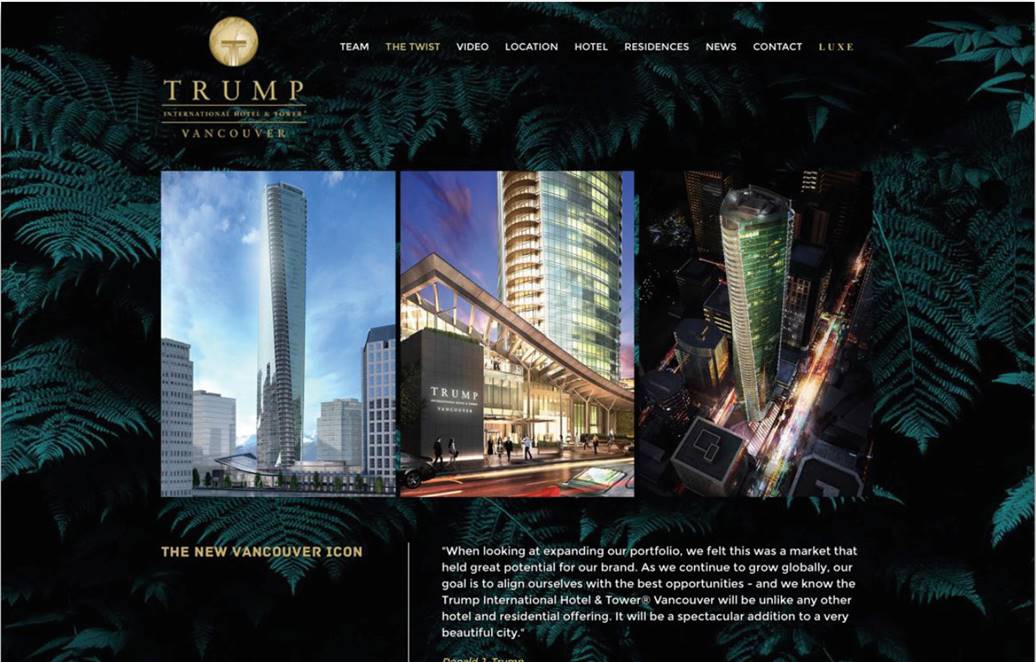 TRUMP
INTERNATIONAL HOTEL & TOWER
VANCOUVER
TEAM THE TWIST VIDEO LOCATION HOTEL RESIDENCES NEWS CONTACT LUXE
TRUMP
INTERNATIONAL HOTEL & TOWER
VANCOUVER
THE NEW VANCOUVER ICON
"When looking at expanding our portfolio, we felt this was a market that
held great potential for our brand. As we continue to grow globally, our
goal is to align ourselves with the best opportunities - and we know the
Trump International Hotel & Tower® Vancouver will be unlike any other
hotel and residential offering. It will be a spectacular addition to a very
beautiful city."
Donald J. Trump